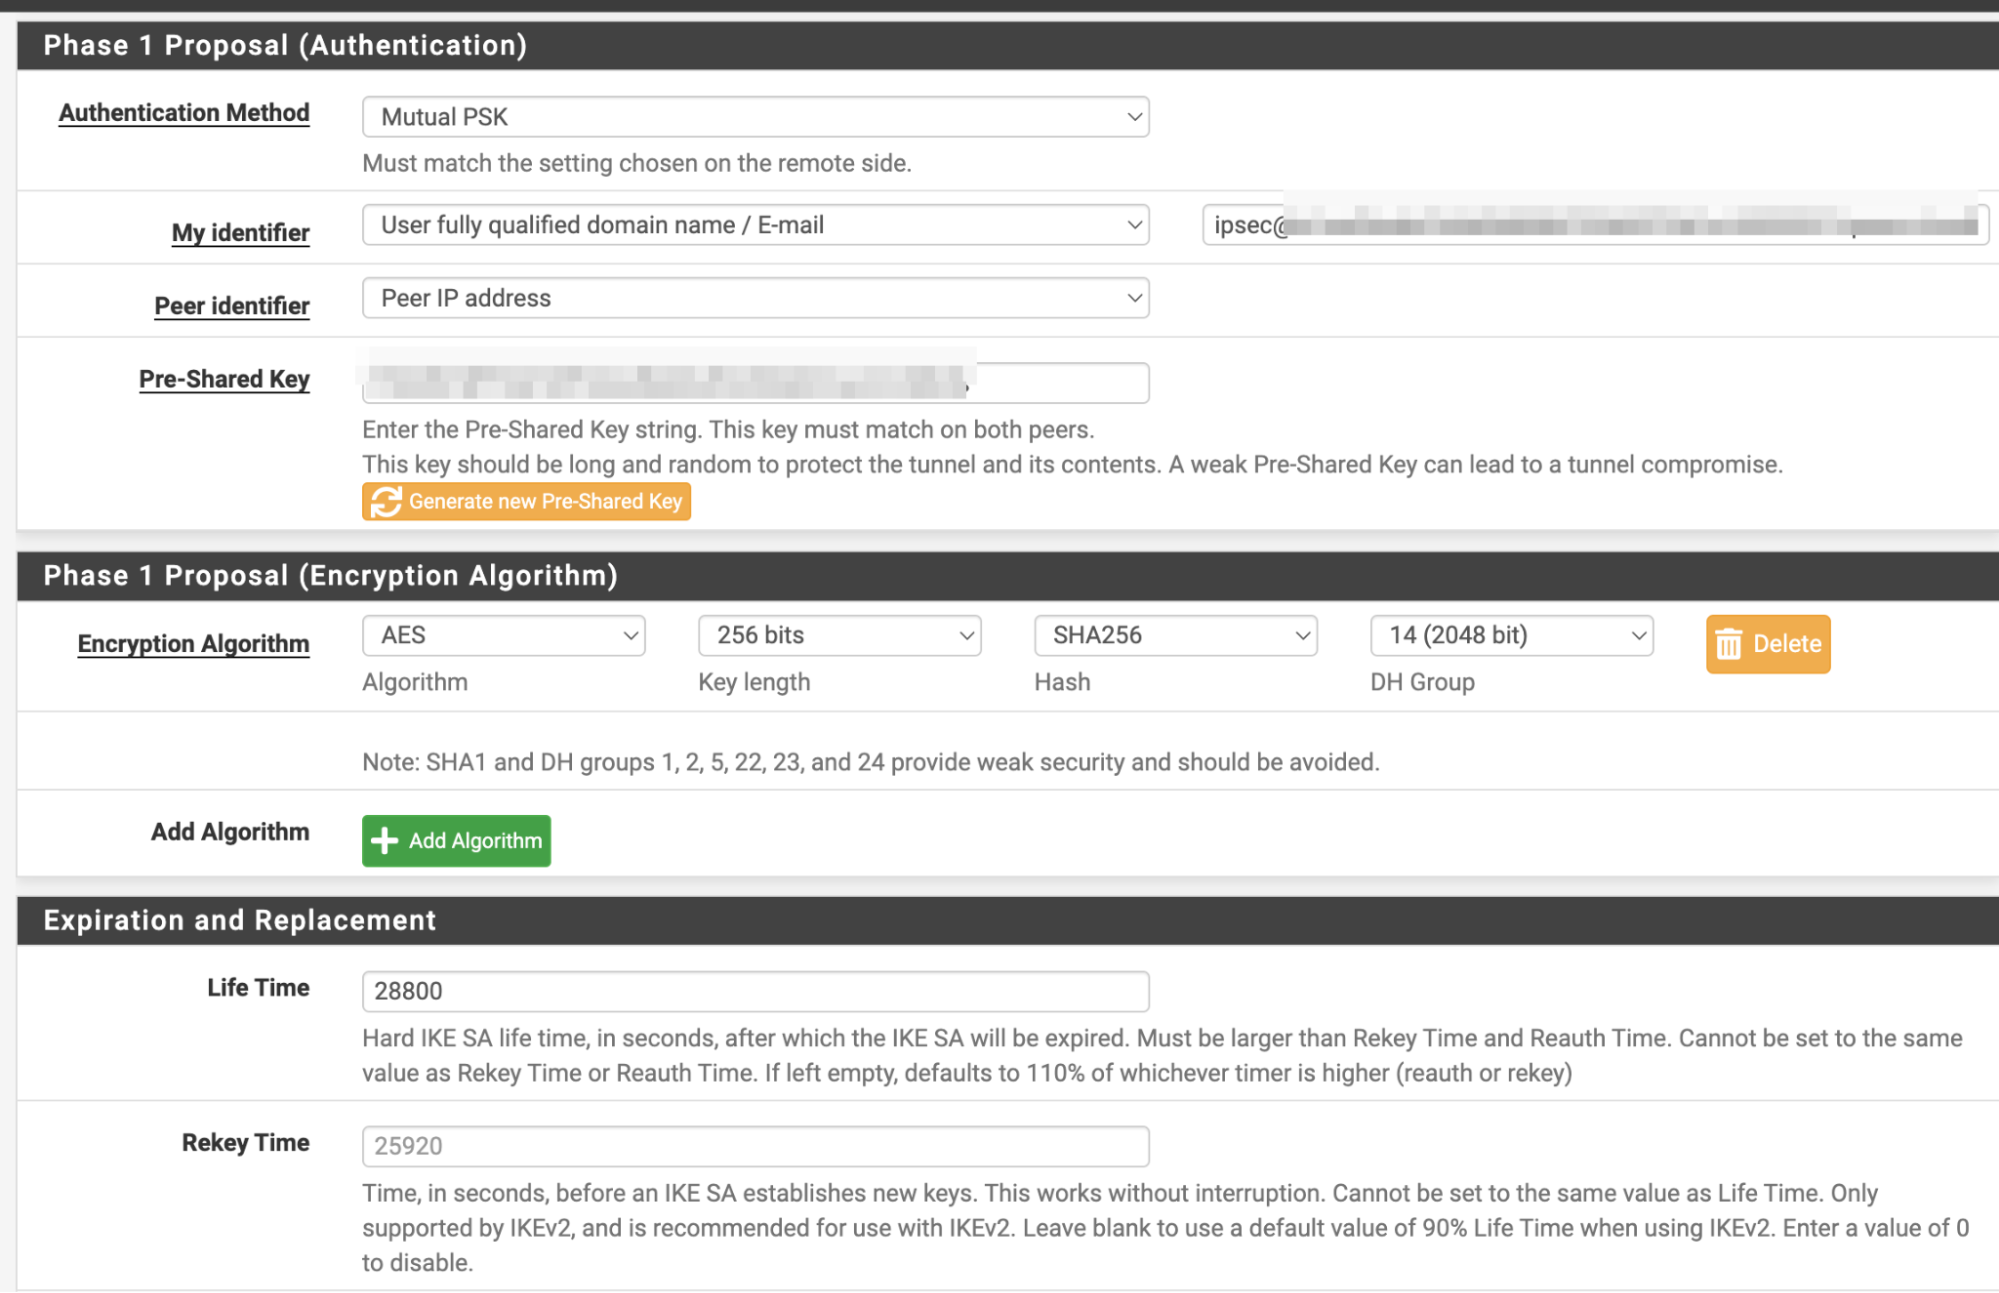 Phase 1 Proposal (Authentication)
Authentication Method
Mutual PSK
Must match the setting chosen on the remote side.
My identifier
User fully qualified domain name / E-mail
ipsec@
Peer identifier
Peer IP address
Pre-Shared Key
Enter the Pre-Shared Key string. This key must match on both peers.
This key should be long and random to protect the tunnel and its contents. A weak Pre-Shared Key can lead to a tunnel compromise.
Generate new Pre-Shared Key
Phase 1 Proposal (Encryption Algorithm)
Encryption Algorithm
AES
256 bits
SHA256
14 (2048 bit)
Delete
Algorithm
Key length
Hash
DH Group
Note: SHA1 and DH groups 1, 2, 5, 22, 23, and 24 provide weak security and should be avoided.
Add Algorithm
Add Algorithm
Expiration and Replacement
Life Time
28800
Hard IKE SA life time, in seconds, after which the IKE SA will be expired. Must be larger than Rekey Time and Reauth Time. Cannot be set to the same
value as Rekey Time or Reauth Time. If left empty, defaults to 110% of whichever timer is higher (reauth or rekey)
Rekey Time
25920
Time, in seconds, before an IKE SA establishes new keys. This works without interruption. Cannot be set to the same value as Life Time. Only
supported by IKEv2, and is recommended for use with IKEv2. Leave blank to use a default value of 90% Life Time when using IKEv2. Enter a value of 0
to disable.